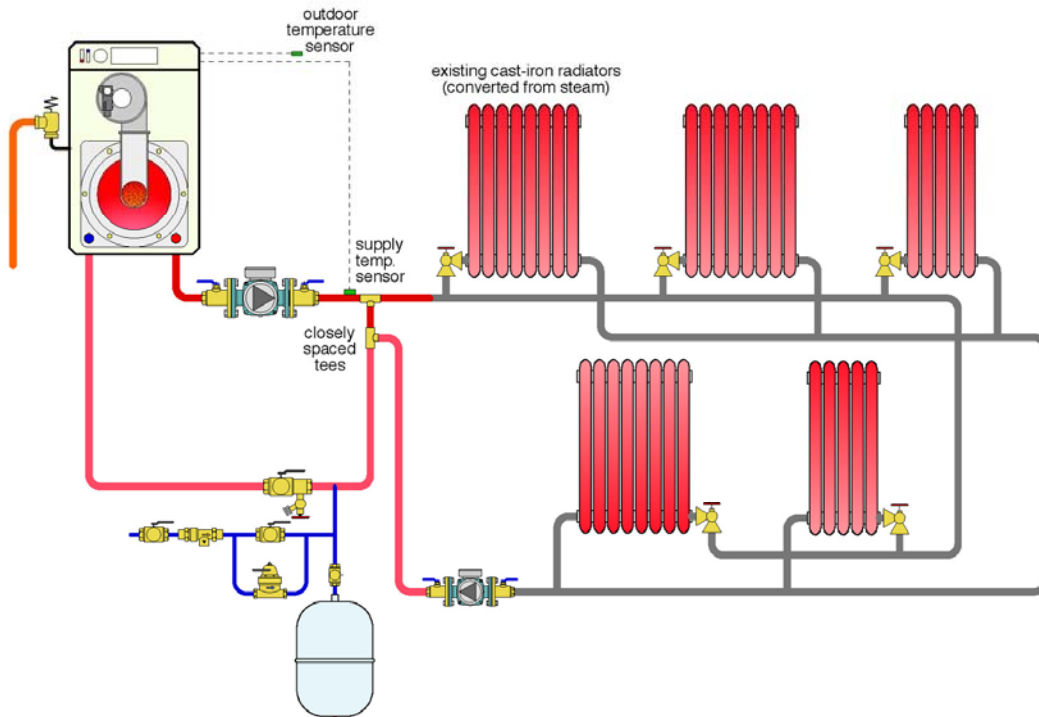 outdoor
temperature
sensor
existing cast-iron radiators
(converted from steam)
supply
temp.
sensor
closely
spaced
tees